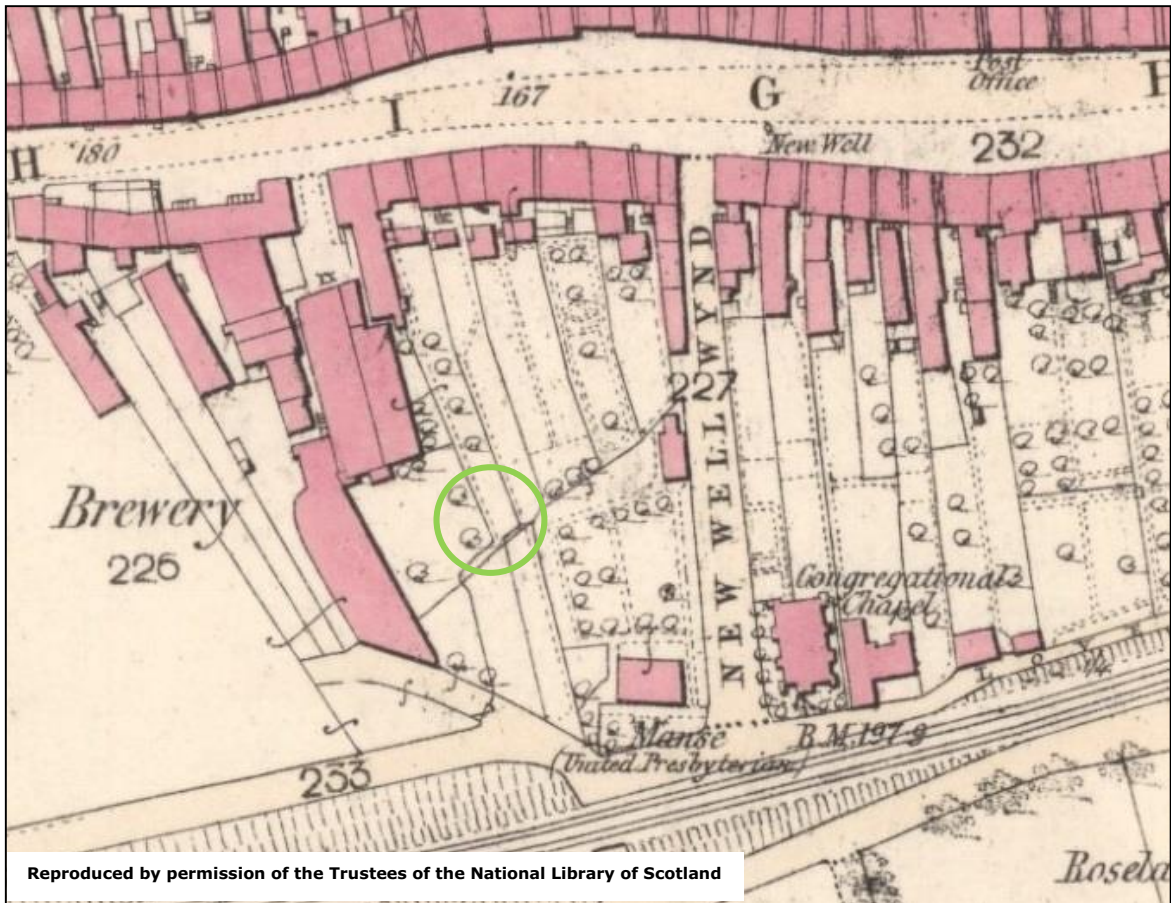 Post
Office
167
H I G H
180
New Well
232
NEW WELL WYND
227
Brewery
226
Congregational
Chapel
Manse
(United Presbyterian)
B.M. 197·9
233
Reproduced by permission of the Trustees of the National Library of Scotland